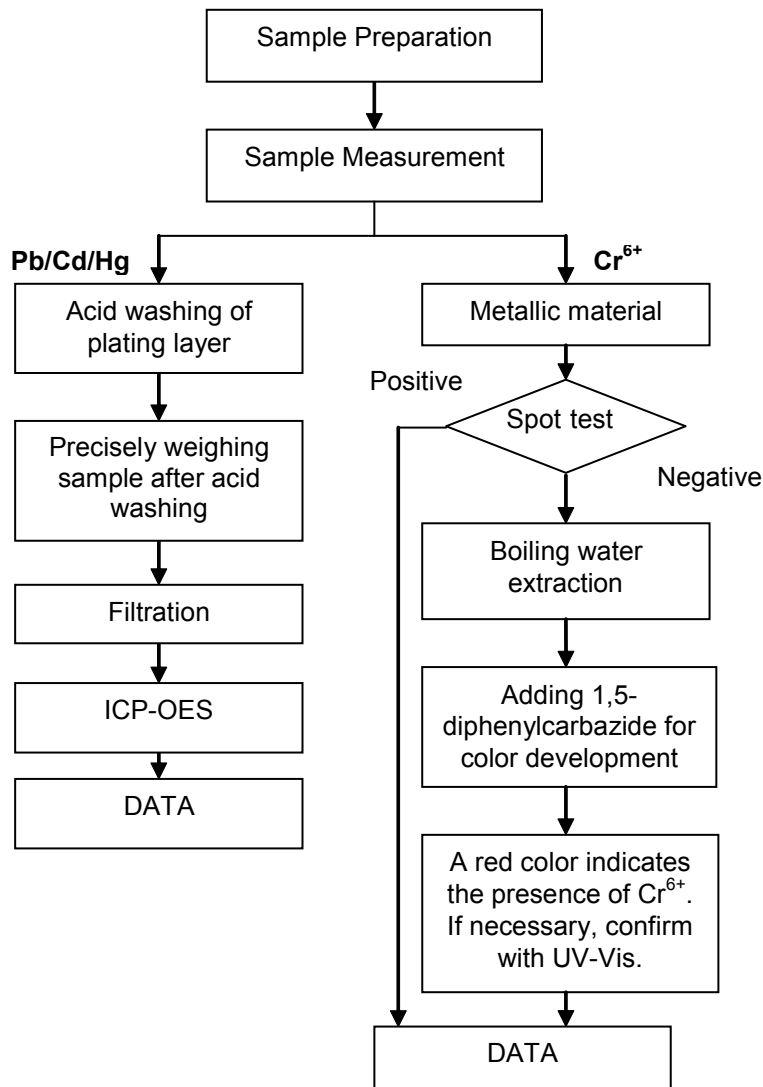 Sample Preparation
Sample Measurement
Pb/Cd/Hg
Acid washing of
plating layer
Precisely weighing
sample after acid
washing
Filtration
ICP-OES
DATA
Cr⁶⁺
Metallic material
Positive
Spot test
Negative
Boiling water
extraction
Adding 1,5-
diphenylcarbazide for
color development
A red color indicates
the presence of Cr⁶⁺.
If necessary, confirm
with UV-Vis.
DATA